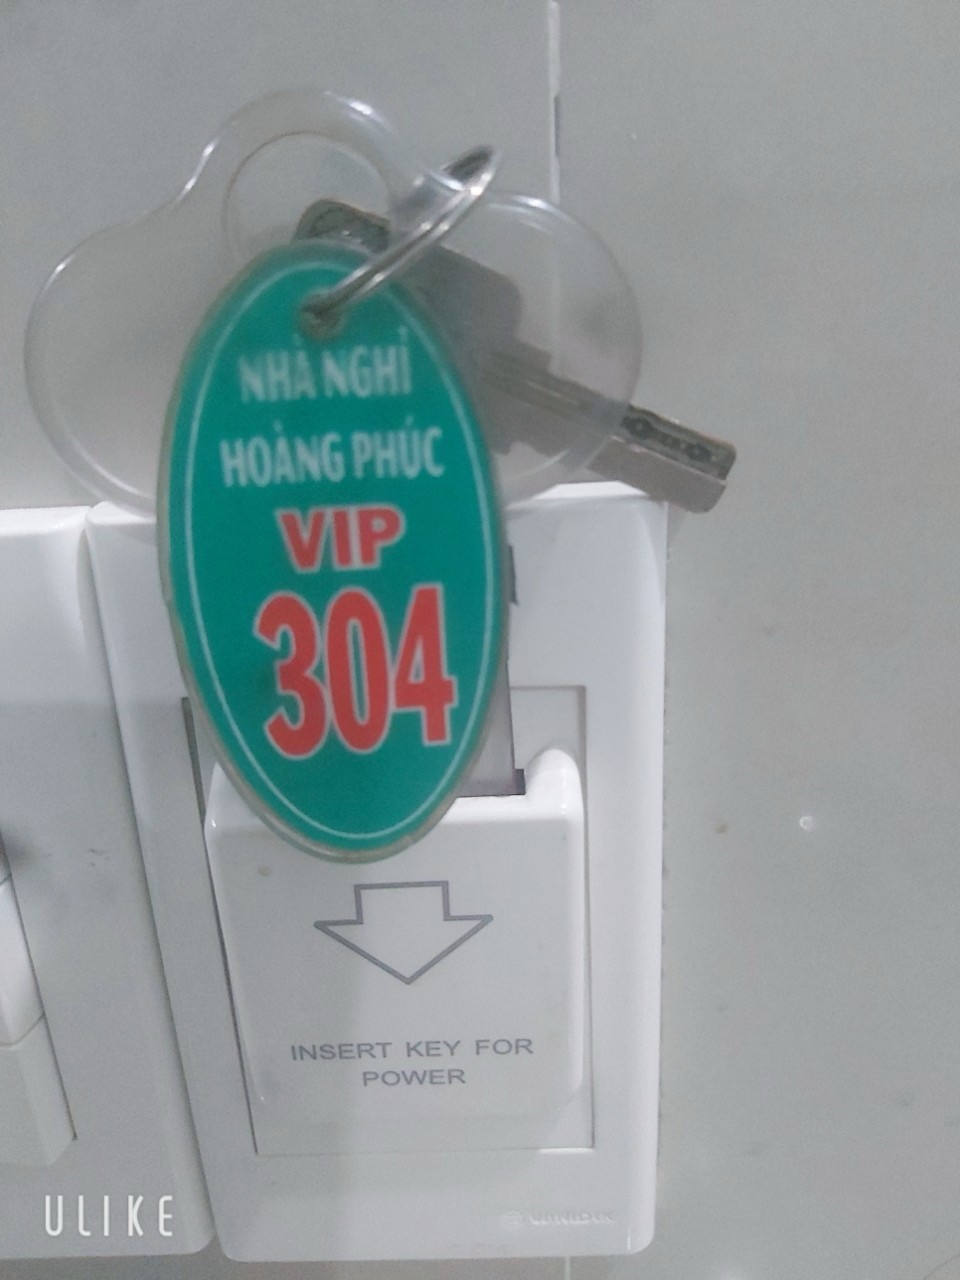 NHÀ NGHỈ
HOÀNG PHÚC
VIP
304
INSERT KEY FOR
POWER
ULIKE